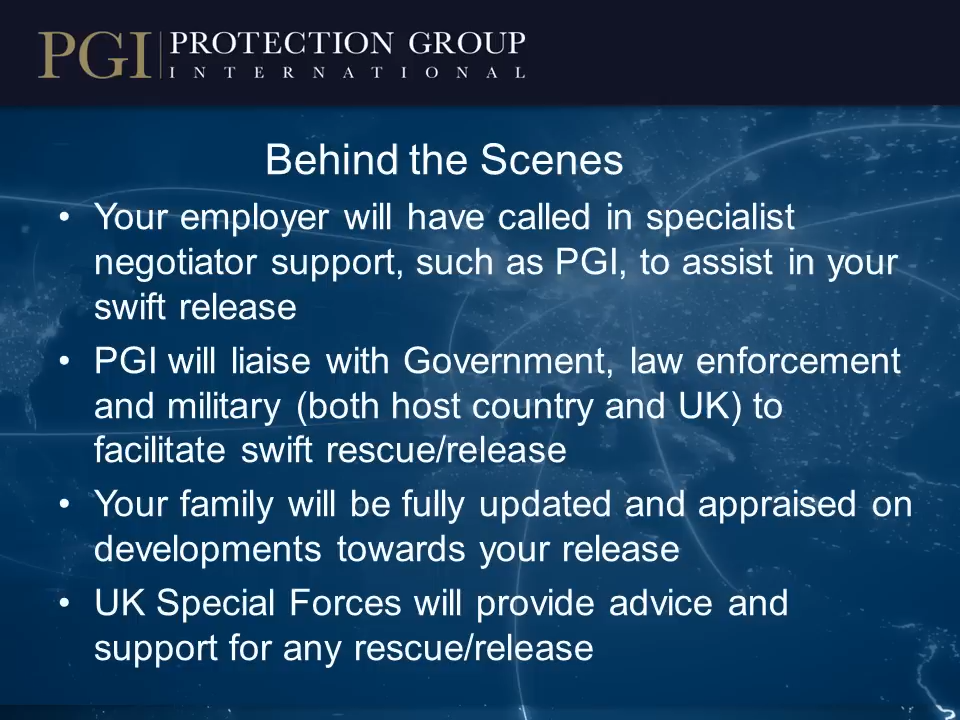 PGI PROTECTION GROUP
INTERNATIONAL
Behind the Scenes
• Your employer will have called in specialist
negotiator support, such as PGI, to assist in your
swift release
• PGI will liaise with Government, law enforcement
and military (both host country and UK) to
facilitate swift rescue/release
• Your family will be fully updated and appraised on
developments towards your release
• UK Special Forces will provide advice and
support for any rescue/release